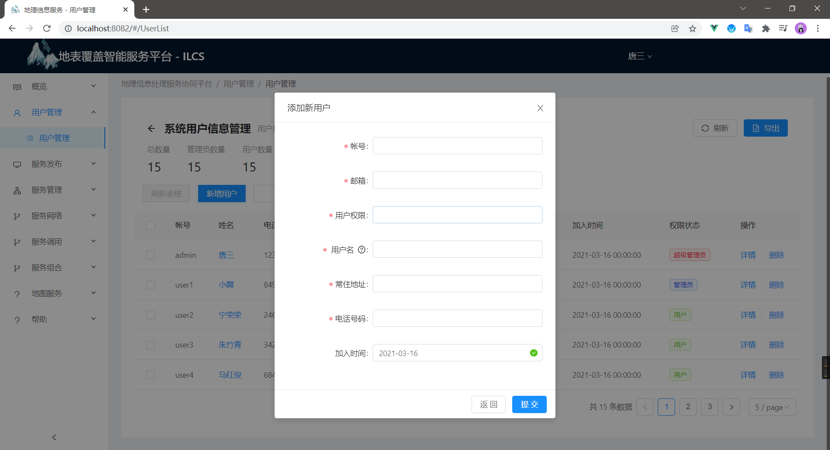 地理信息服务 - 用户管理
localhost:8082/#/UserList
地表覆盖智能服务平台 - ILCS
唐三
概览
地理信息处理服务协同平台 / 用户管理 / 用户管理
用户管理
用户管理
服务发布
服务管理
服务网络
服务调用
服务组合
地图服务
帮助
系统用户信息管理
刷新
导出
总数量 管理员数量 用户数量
15 15 15
刷新表格 新增用户
帐号 姓名 加入时间 权限状态 操作
admin 唐三 2021-03-16 00:00:00 超级管理员 详情 删除
user1 小舞 2021-03-16 00:00:00 管理员 详情 删除
user2 宁荣荣 2021-03-16 00:00:00 用户 详情 删除
user3 朱竹青 2021-03-16 00:00:00 用户 详情 删除
user4 马红俊 2021-03-16 00:00:00 用户 详情 删除
共 15 条数据 1 2 3 5 / page
添加新用户
* 帐号:
* 邮箱:
* 用户权限:
* 用户名 :
* 常住地址:
* 电话号码:
加入时间: 2021-03-16
返 回 提 交